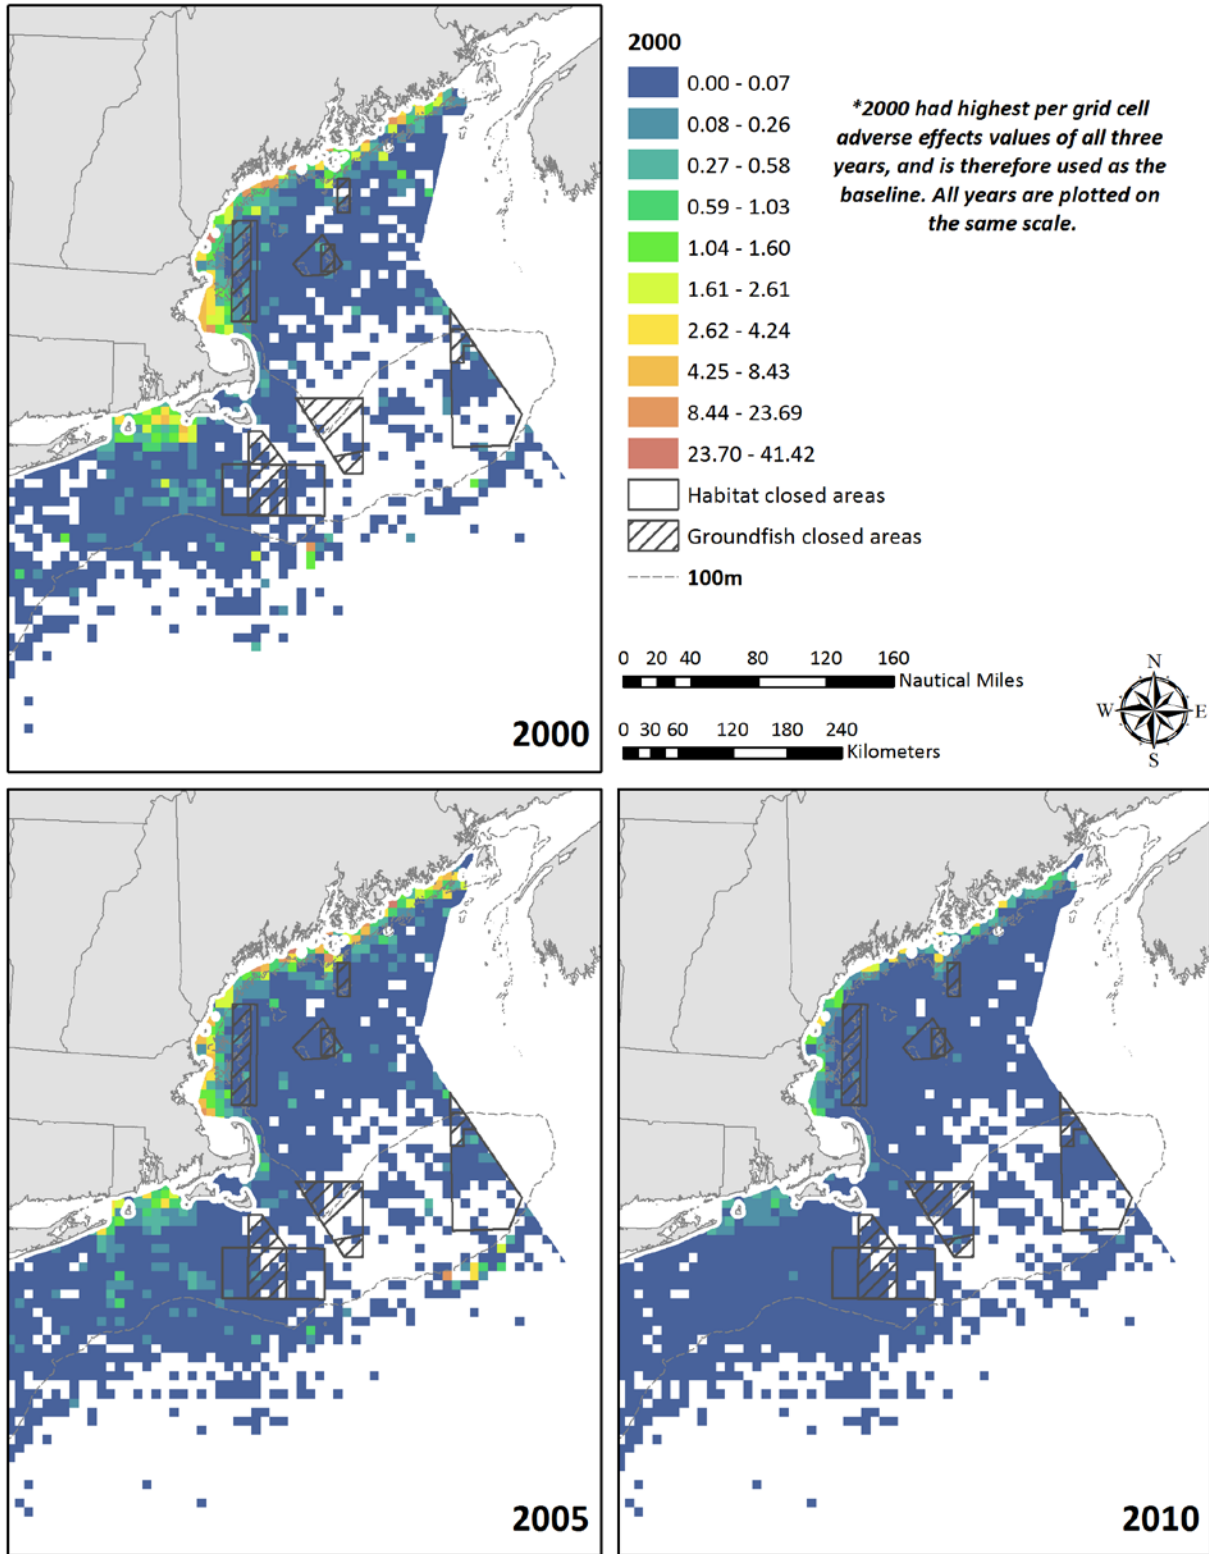 2000
0.00 - 0.07
0.08 - 0.26
0.27 - 0.58
0.59 - 1.03
1.04 - 1.60
1.61 - 2.61
2.62 - 4.24
4.25 - 8.43
8.44 - 23.69
23.70 - 41.42
Habitat closed areas
Groundfish closed areas
100m
*2000 had highest per grid cell
adverse effects values of all three
years, and is therefore used as the
baseline. All years are plotted on
the same scale.
0 20 40 80 120 160
Nautical Miles
0 30 60 120 180 240
Kilometers
N
W E
S
2000
2005
2010